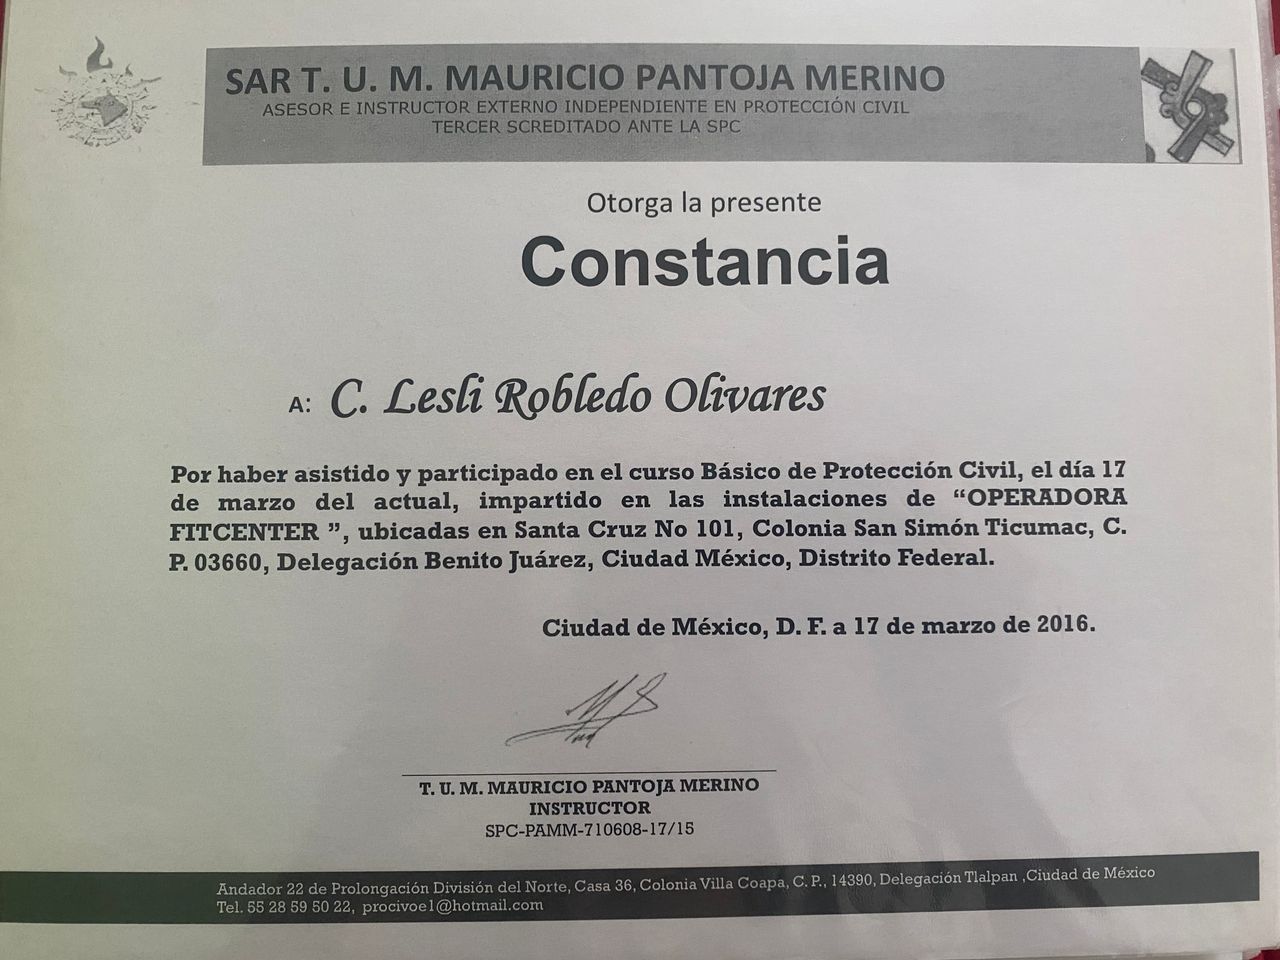 SAR T. U. M. MAURICIO PANTOJA MERINO
ASESOR E INSTRUCTOR EXTERNO INDEPENDIENTE EN PROTECCIÓN CIVIL
TERCER SCREDITADO ANTE LA SPC
Otorga la presente
Constancia
A: C. Lesli Robledo Olivares
Por haber asistido y participado en el curso Básico de Protección Civil, el día 17
de marzo del actual, impartido en las instalaciones de “OPERADORA
FITCENTER ”, ubicadas en Santa Cruz No 101, Colonia San Simón Ticumac, C.
P. 03660, Delegación Benito Juárez, Ciudad México, Distrito Federal.
Ciudad de México, D. F. a 17 de marzo de 2016.
T. U. M. MAURICIO PANTOJA MERINO
INSTRUCTOR
SPC-PAMM-710608-17/15
Andador 22 de Prolongación División del Norte, Casa 36, Colonia Villa Coapa, C. P., 14390, Delegación Tlalpan ,Ciudad de México
Tel. 55 28 59 50 22, procivoe1@hotmail.com